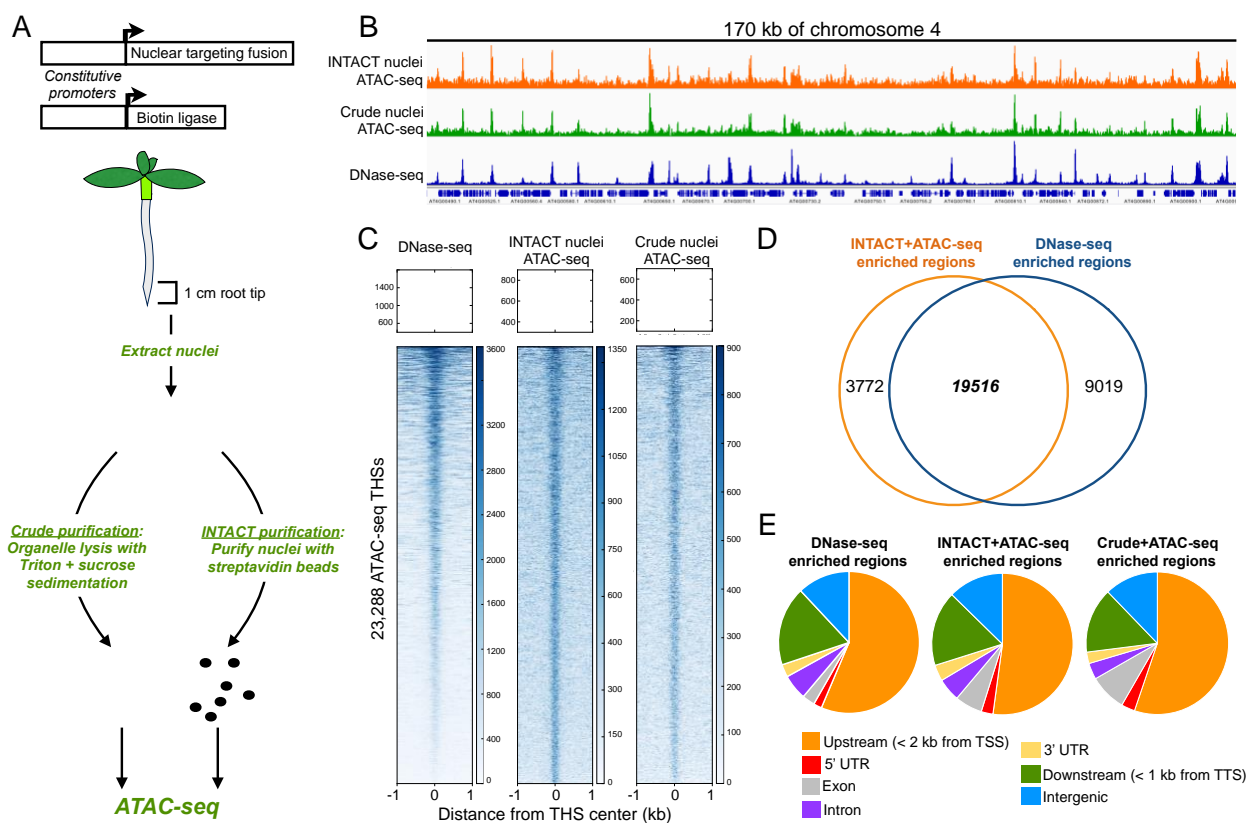 A
Nuclear targeting fusion
Constitutive
promoters
Biotin ligase
1 cm root tip
Extract nuclei
Crude purification:
Organelle lysis with
Triton + sucrose
sedimentation
INTACT purification:
Purify nuclei with
streptavidin beads
ATAC-seq
B
170 kb of chromosome 4
INTACT nuclei
ATAC-seq
Crude nuclei
ATAC-seq
DNase-seq
C
DNase-seq
INTACT nuclei
ATAC-seq
Crude nuclei
ATAC-seq
1400
1000
600
800
600
400
600
400
200
23,288 ATAC-seq THSs
3600
3200
2800
2400
2000
1600
1200
800
400
0
1350
1200
1050
900
750
600
450
300
150
0
900
800
700
600
500
400
300
200
100
0
-1 0 1
-1 0 1
-1 0 1
Distance from THS center (kb)
D
INTACT+ATAC-seq
enriched regions
DNase-seq
enriched regions
3772
19516
9019
E
DNase-seq
enriched regions
INTACT+ATAC-seq
enriched regions
Crude+ATAC-seq
enriched regions
Upstream (< 2 kb from TSS)
5' UTR
Exon
Intron
3' UTR
Downstream (< 1 kb from TTS)
Intergenic